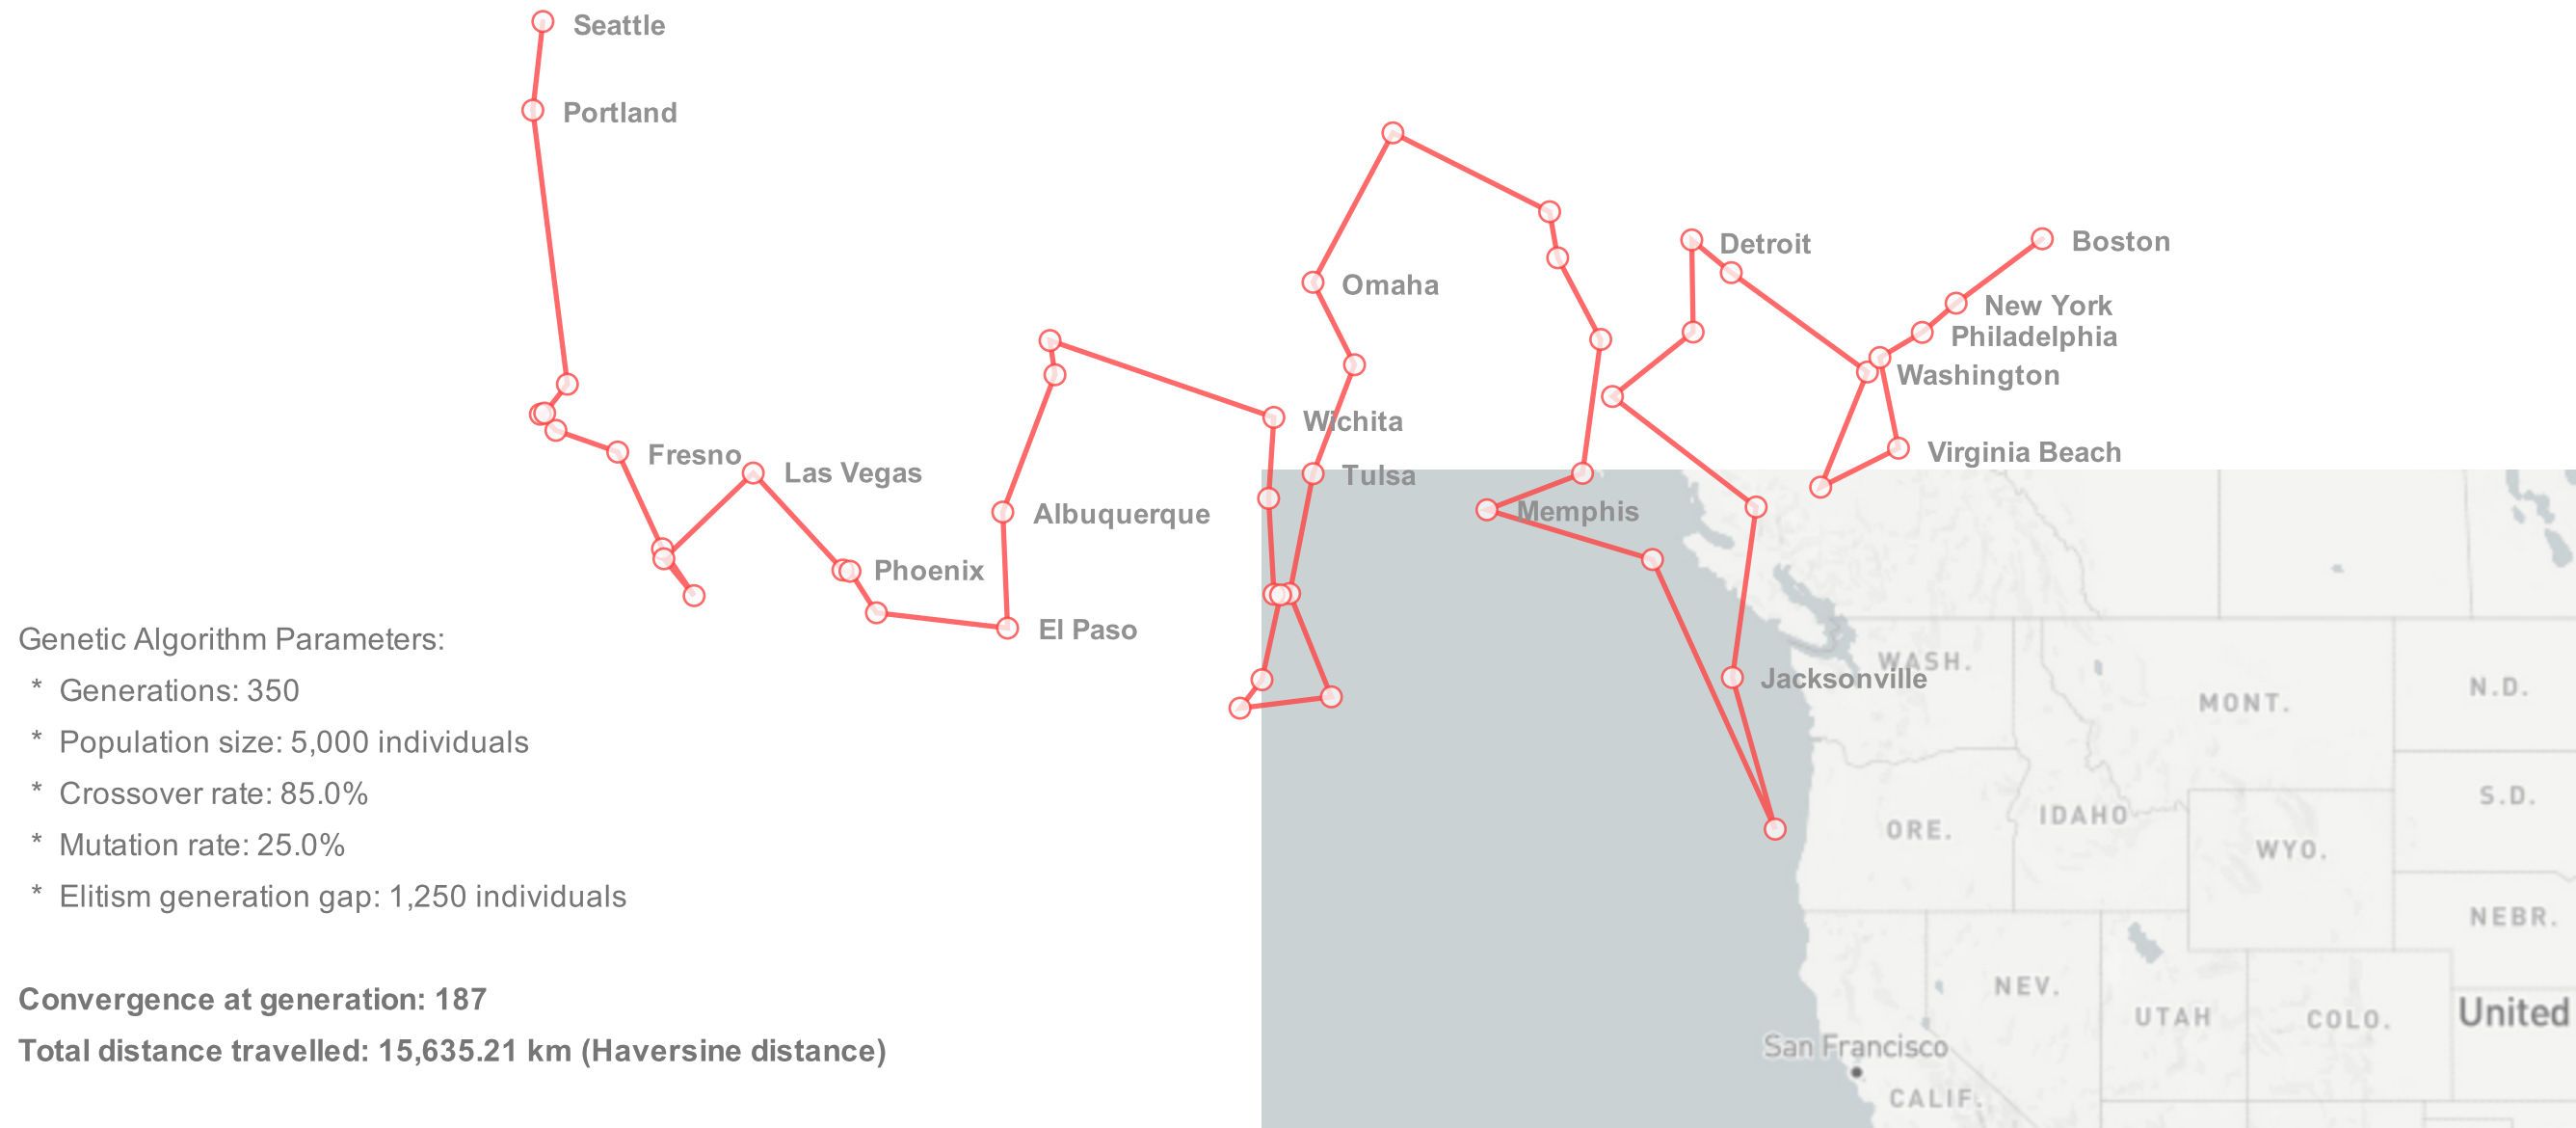 Seattle
Portland
Detroit
Boston
Omaha
New York
Philadelphia
Washington
Wichita
Fresno
Las Vegas
Virginia Beach
Tulsa
Albuquerque
Memphis
Phoenix
El Paso
Jacksonville
WASH.
MONT.
N.D.
ORE.
IDAHO
S.D.
WYO.
NEBR.
NEV.
UTAH
COLO.
United
San Francisco
CALIF.
Genetic Algorithm Parameters:
* Generations: 350
* Population size: 5,000 individuals
* Crossover rate: 85.0%
* Mutation rate: 25.0%
* Elitism generation gap: 1,250 individuals
Convergence at generation: 187
Total distance travelled: 15,635.21 km (Haversine distance)